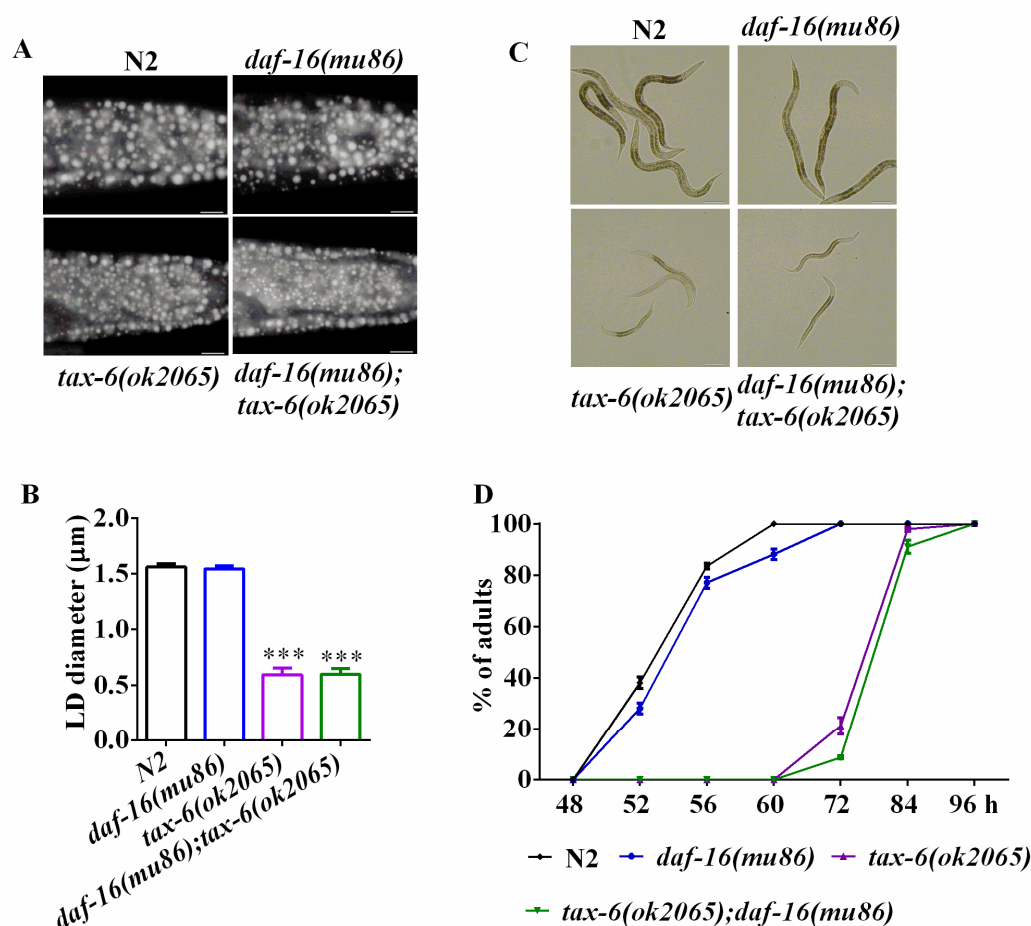 A
N2
daf-16(mu86)
tax-6(ok2065)
daf-16(mu86);
tax-6(ok2065)
C
N2
daf-16(mu86)
tax-6(ok2065)
daf-16(mu86);
tax-6(ok2065)
B
LD diameter (µm)
2.0
1.5
0.5
0.0
***
***
N2
daf-16(mu86)
tax-6(ok2065)
daf-16(mu86);tax-6(ok2065)
D
% of adults
100
80
60
40
20
0
48 52 56 60 72 84 96 h
N2 daf-16(mu86) tax-6(ok2065)
tax-6(ok2065);daf-16(mu86)